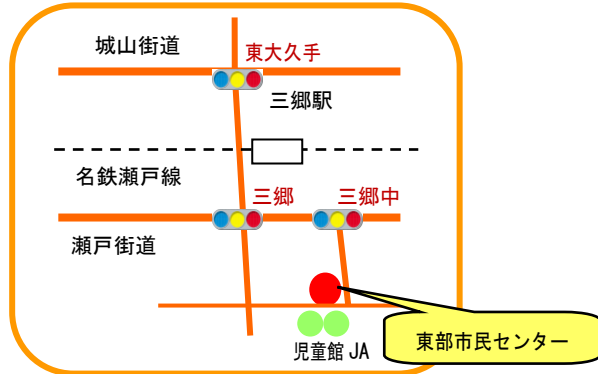 城山街道
東大久手
三郷駅
名鉄瀬戸線
三郷
三郷中
瀬戸街道
東部市民センター
児童館 JA